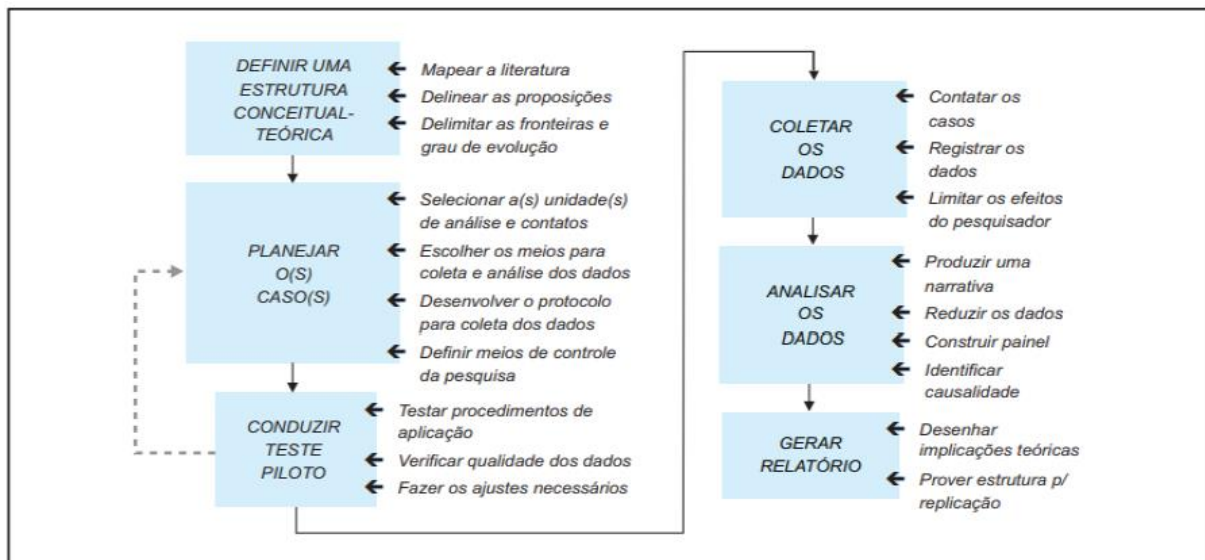 DEFINIR UMA
ESTRUTURA
CONCEITUAL-
TEÓRICA
Mapear a literatura
Delinear as proposições
Delimitar as fronteiras e
grau de evolução
PLANEJAR
O(S)
CASO(S)
Selecionar a(s) unidade(s)
de análise e contatos
Escolher os meios para
coleta e análise dos dados
Desenvolver o protocolo
para coleta dos dados
Definir meios de controle
da pesquisa
CONDUZIR
TESTE
PILOTO
Testar procedimentos de
aplicação
Verificar qualidade dos dados
Fazer os ajustes necessários
COLETAR
OS
DADOS
Contatar os
casos
Registrar os
dados
Limitar os efeitos
do pesquisador
ANALISAR
OS
DADOS
Produzir uma
narrativa
Reduzir os dados
Construir painel
Identificar
causalidade
GERAR
RELATÓRIO
Desenhar
implicações teóricas
Prover estrutura p/
replicação